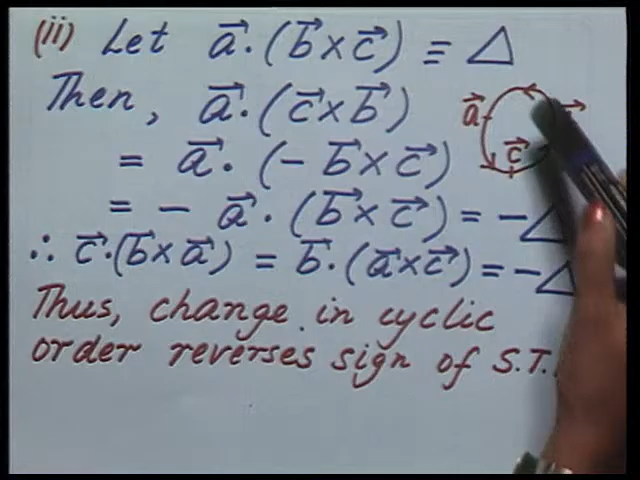 (ii) Let a⃗·(b⃗×c⃗) ≡ △
Then, a⃗·(c⃗×b⃗)
= a⃗·(-b⃗×c⃗)
= - a⃗·(b⃗×c⃗) = -△
∴ c⃗·(b⃗×a⃗) = b⃗·(a⃗×c⃗) = -△
Thus, change in cyclic
order reverses sign of S.T.
a⃗
c⃗